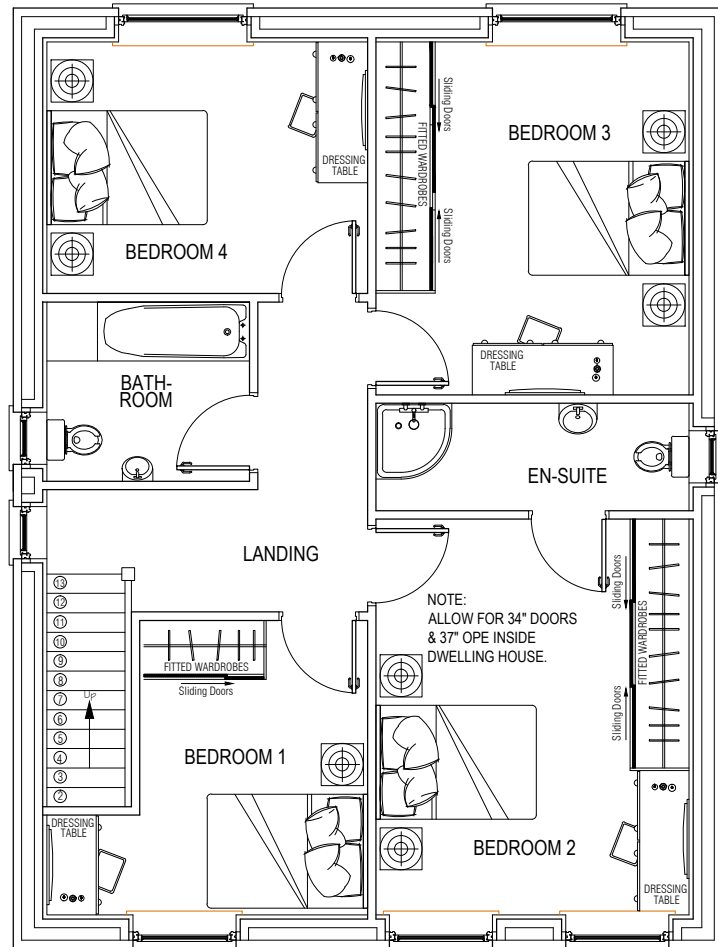 Sliding Doors
FITTED WARDROBES
Sliding Doors
BEDROOM 3
DRESSING
TABLE
BEDROOM 4
DRESSING
TABLE
BATH-
ROOM
EN-SUITE
LANDING
13
12
11
10
9
8
7
6
5
4
3
2
Up
NOTE:
ALLOW FOR 34" DOORS
& 37" OPE INSIDE
DWELLING HOUSE.
Sliding Doors
FITTED WARDROBES
Sliding Doors
FITTED WARDROBES
Sliding Doors
BEDROOM 1
DRESSING
TABLE
BEDROOM 2
DRESSING
TABLE